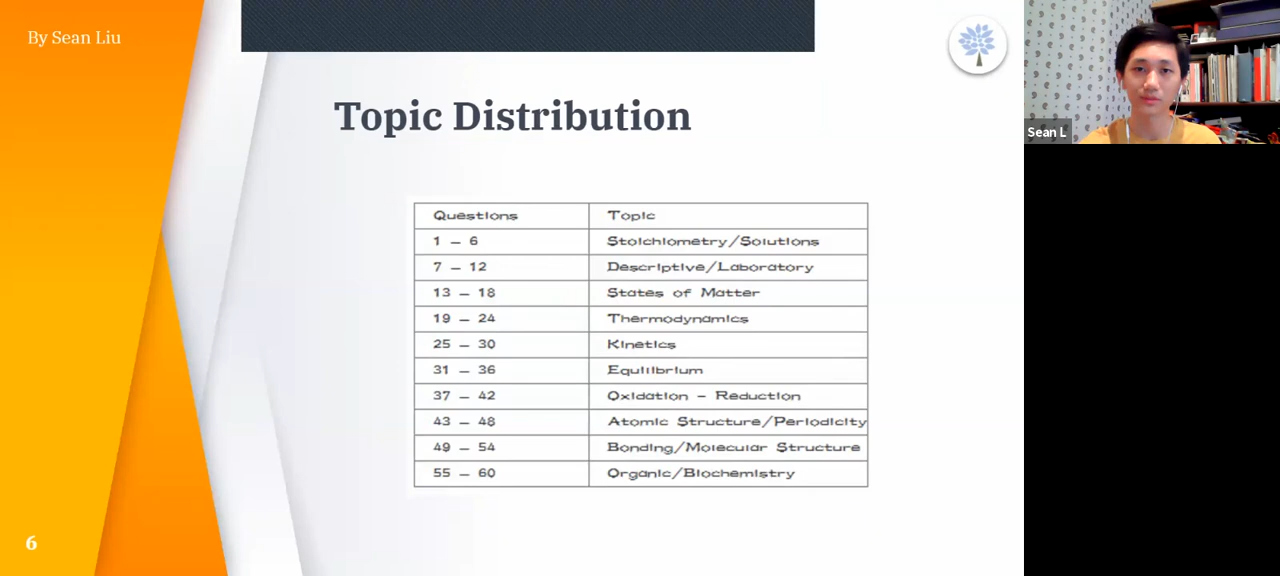 By Sean Liu
Topic Distribution
Questions Topic
1 – 6 Stoichiometry/Solutions
7 – 12 Descriptive/Laboratory
13 – 18 States of Matter
19 – 24 Thermodynamics
25 – 30 Kinetics
31 – 36 Equilibrium
37 – 42 Oxidation – Reduction
43 – 48 Atomic Structure/Periodicity
49 – 54 Bonding/Molecular Structure
55 – 60 Organic/Biochemistry
6
Sean L